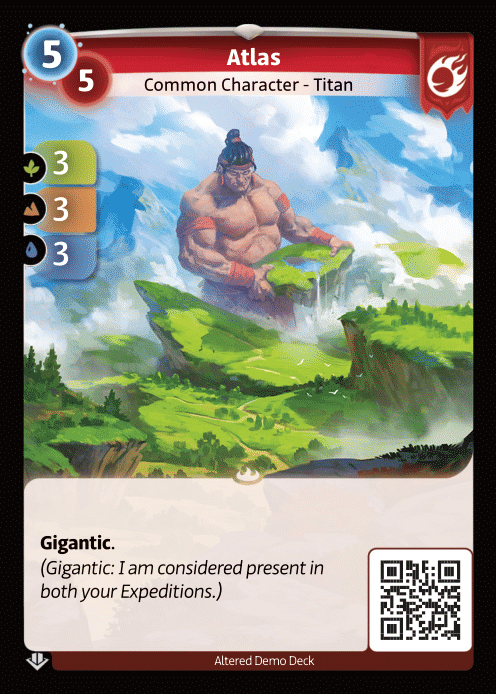 5
5
Atlas
Common Character - Titan
3
3
3
Gigantic.
(Gigantic: I am considered present in
both your Expeditions.)
Altered Demo Deck